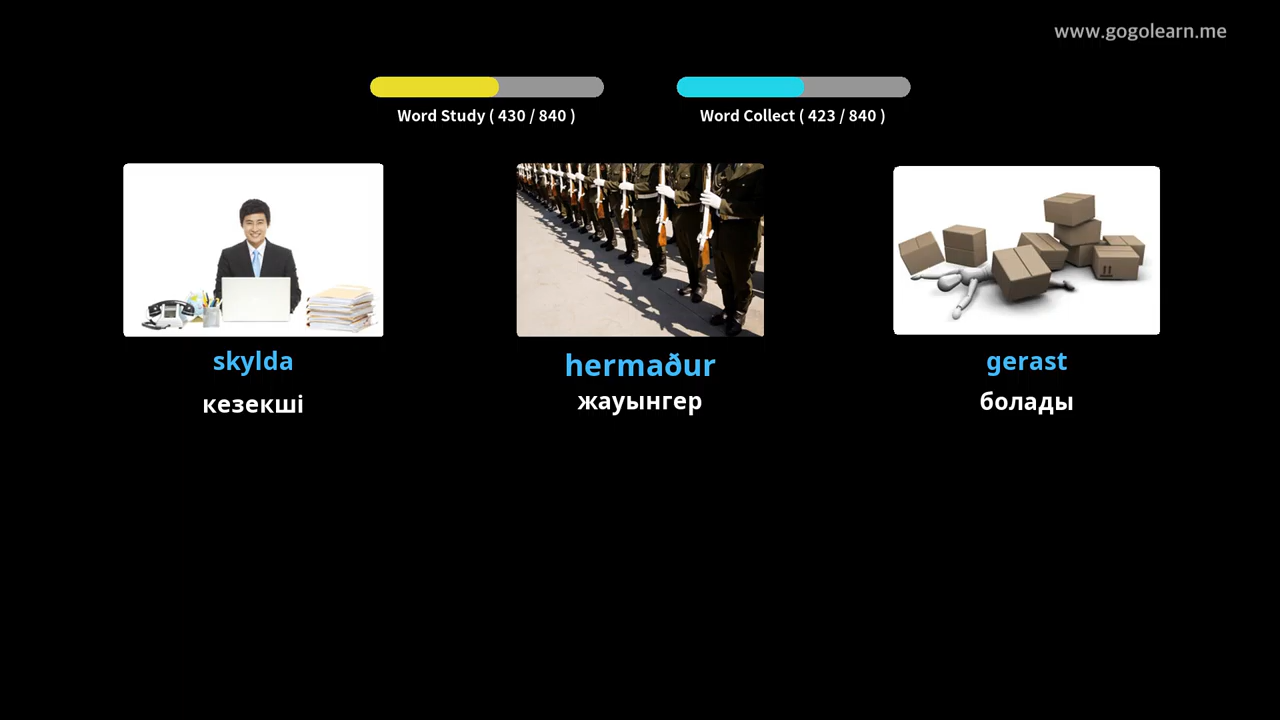 www.gogolearn.me
Word Study ( 430 / 840 )
Word Collect ( 423 / 840 )
skylda
кезекші
hermaður
жауынгер
gerast
болады